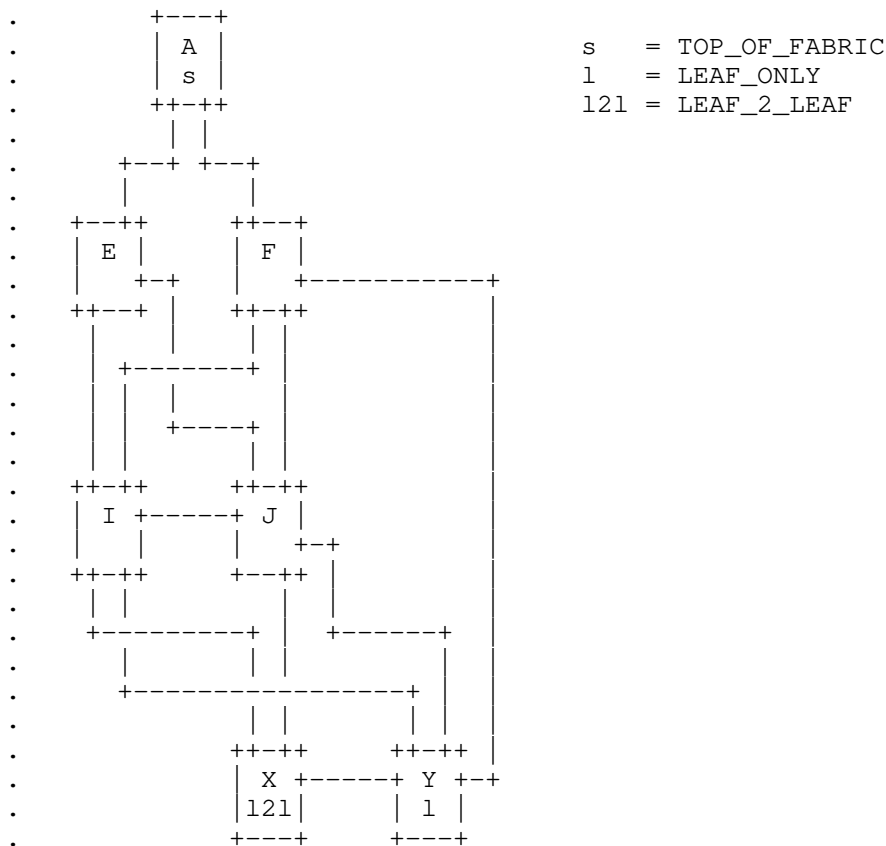 A
s = TOP_OF_FABRIC
s
l = LEAF_ONLY
l2l = LEAF_2_LEAF
E F
I J
X Y
l2l l